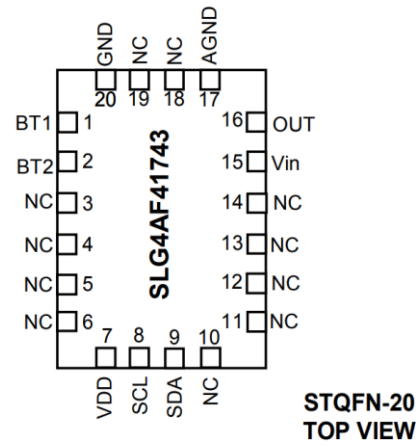 GND NC NC AGND
20 19 18 17
BT1 1 16 OUT
BT2 2 15 Vin
NC 3 14 NC
NC 4 13 NC
NC 5 12 NC
NC 6 11 NC
SLG4AF41743
7 8 9 10
VDD SCL SDA NC
STQFN-20
TOP VIEW